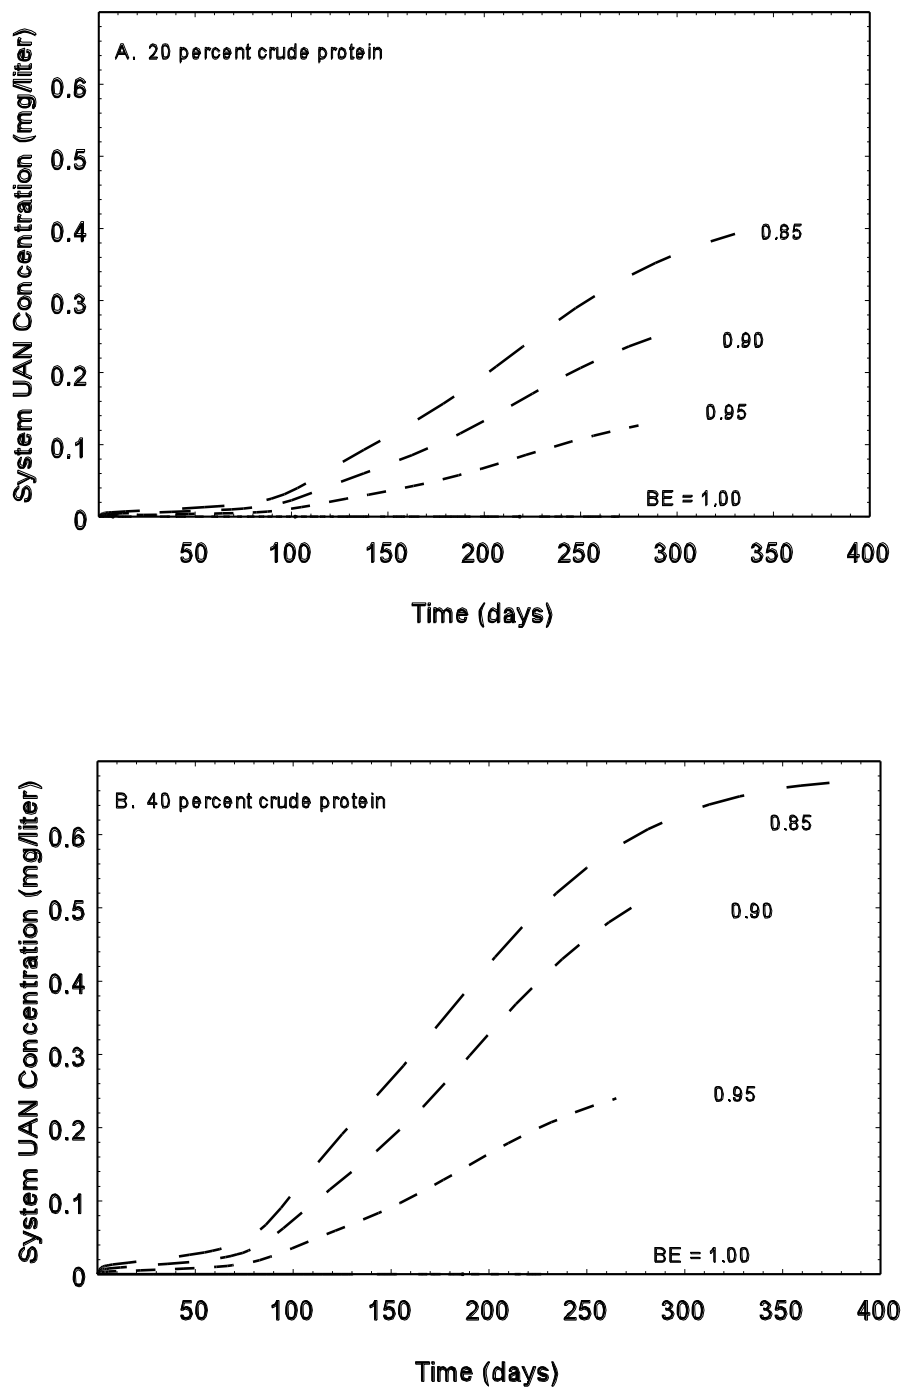 A. 20 percent crude protein
System UAN Concentration (mg/liter)
0.6
0.5
0.4
0.3
0.2
0.1
0
0.85
0.90
0.95
BE = 1.00
50 100 150 200 250 300 350 400
Time (days)
B. 40 percent crude protein
System UAN Concentration (mg/liter)
0.6
0.5
0.4
0.3
0.2
0.1
0
0.85
0.90
0.95
BE = 1.00
50 100 150 200 250 300 350 400
Time (days)